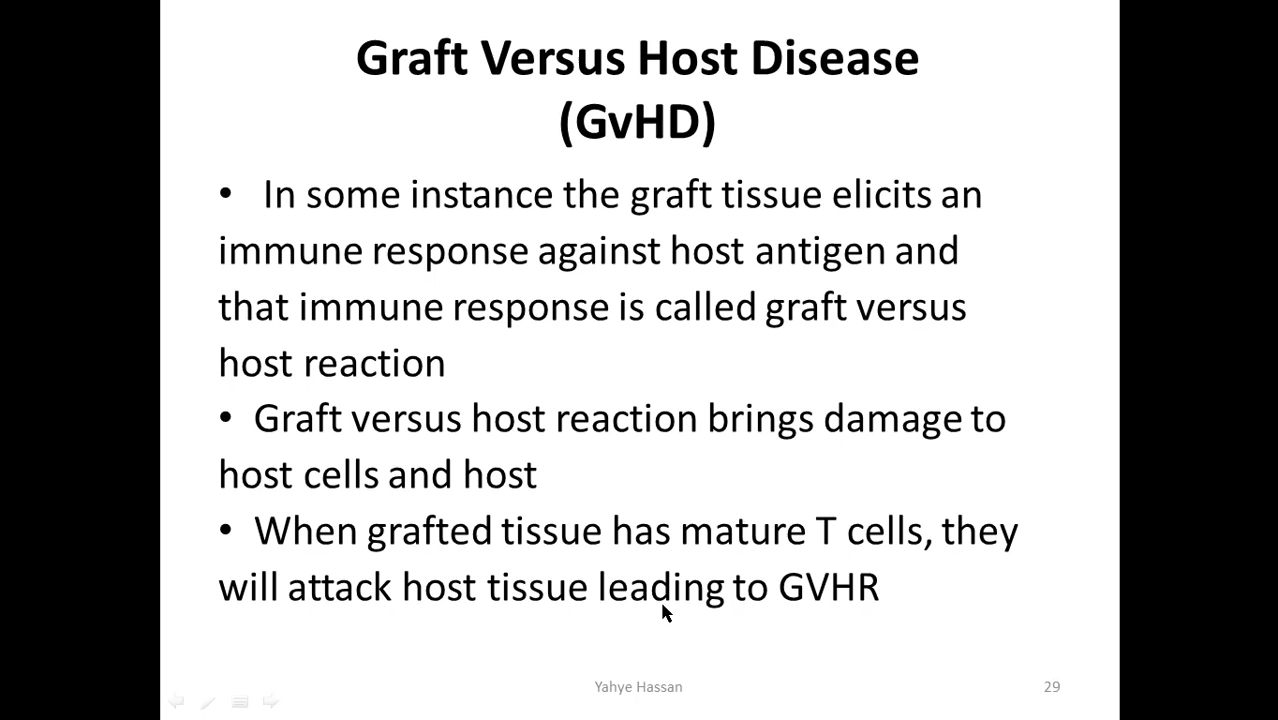 Graft Versus Host Disease
(GvHD)
• In some instance the graft tissue elicits an
immune response against host antigen and
that immune response is called graft versus
host reaction
• Graft versus host reaction brings damage to
host cells and host
• When grafted tissue has mature T cells, they
will attack host tissue leading to GVHR
Yahye Hassan
29